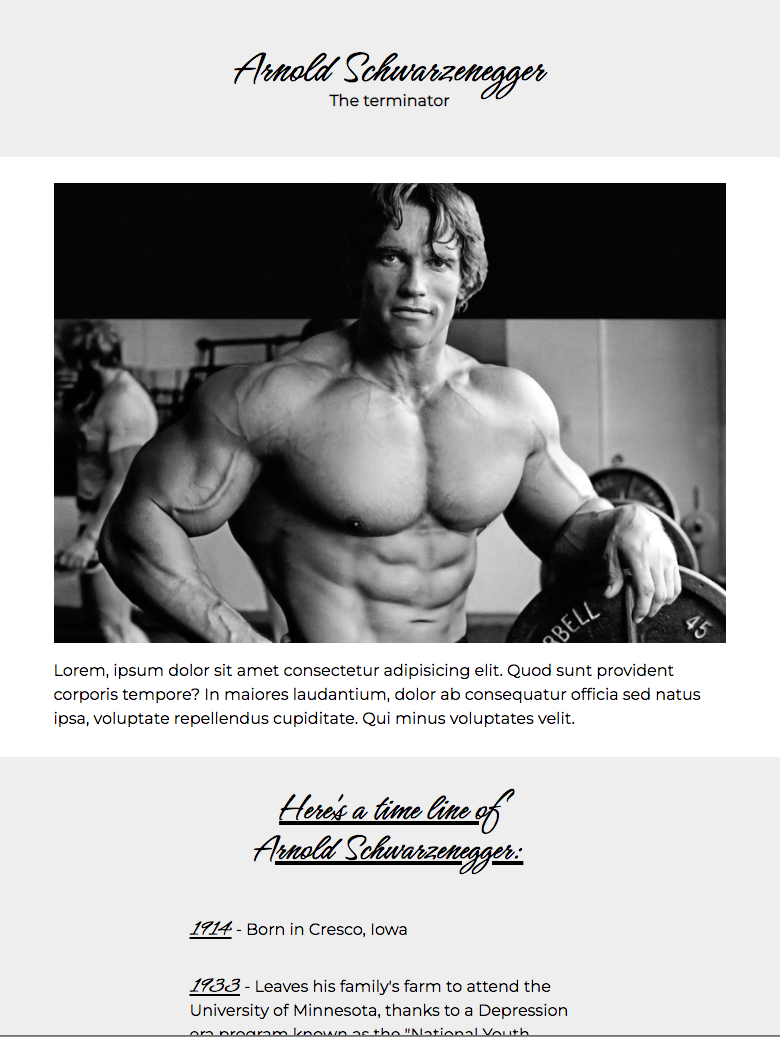 Arnold Schwarzenegger
The terminator
BELL
45
Lorem, ipsum dolor sit amet consectetur adipisicing elit. Quod sunt provident
corporis tempore? In maiores laudantium, dolor ab consequatur officia sed natus
ipsa, voluptate repellendus cupiditate. Qui minus voluptates velit.
Here's a time line of
Arnold Schwarzenegger:
1914 - Born in Cresco, Iowa
1933 - Leaves his family's farm to attend the
University of Minnesota, thanks to a Depression
era program known as the "National Youth